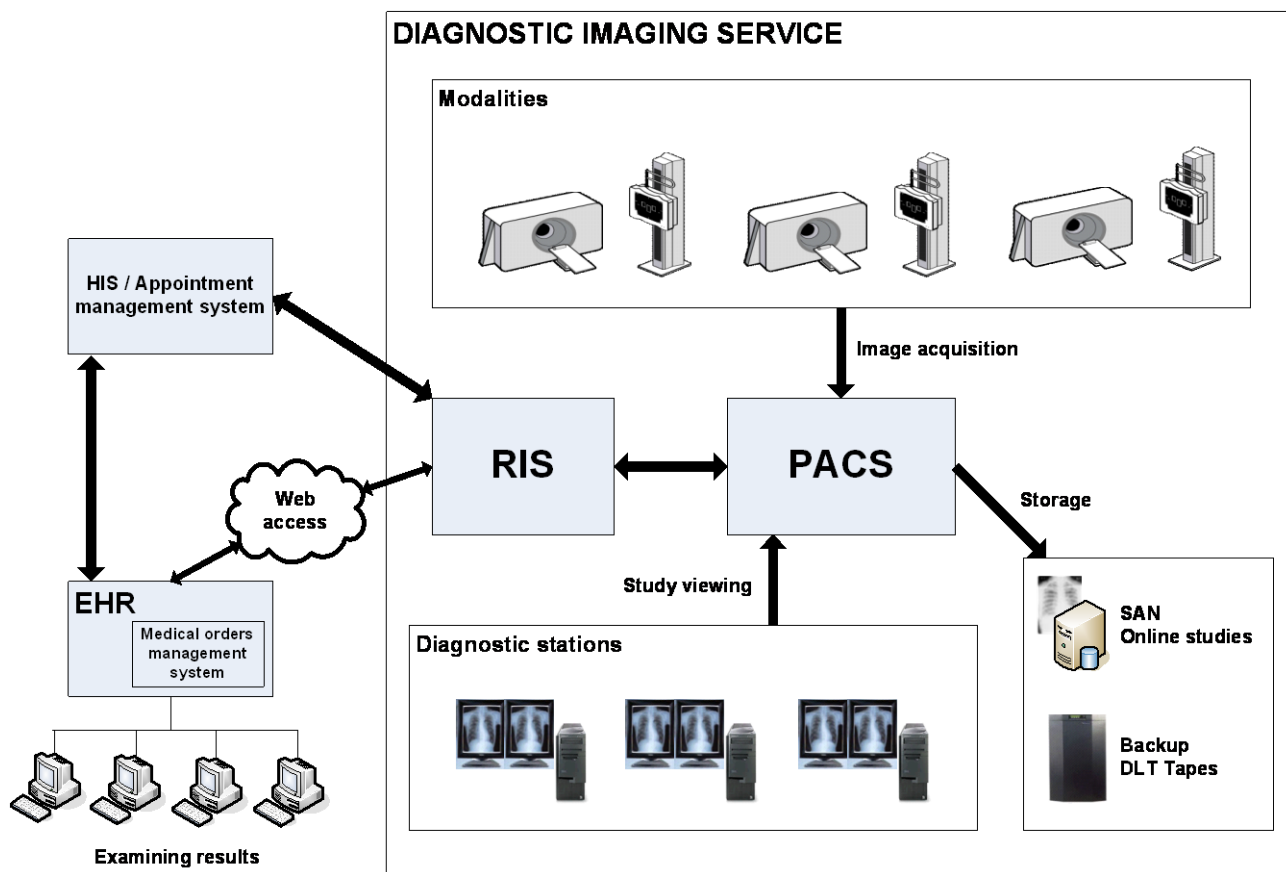 DIAGNOSTIC IMAGING SERVICE
Modalities
HIS / Appointment
management system
Image acquisition
RIS
PACS
Web
access
Storage
Study viewing
EHR
Medical orders
management
system
Diagnostic stations
SAN
Online studies
Backup
DLT Tapes
Examining results